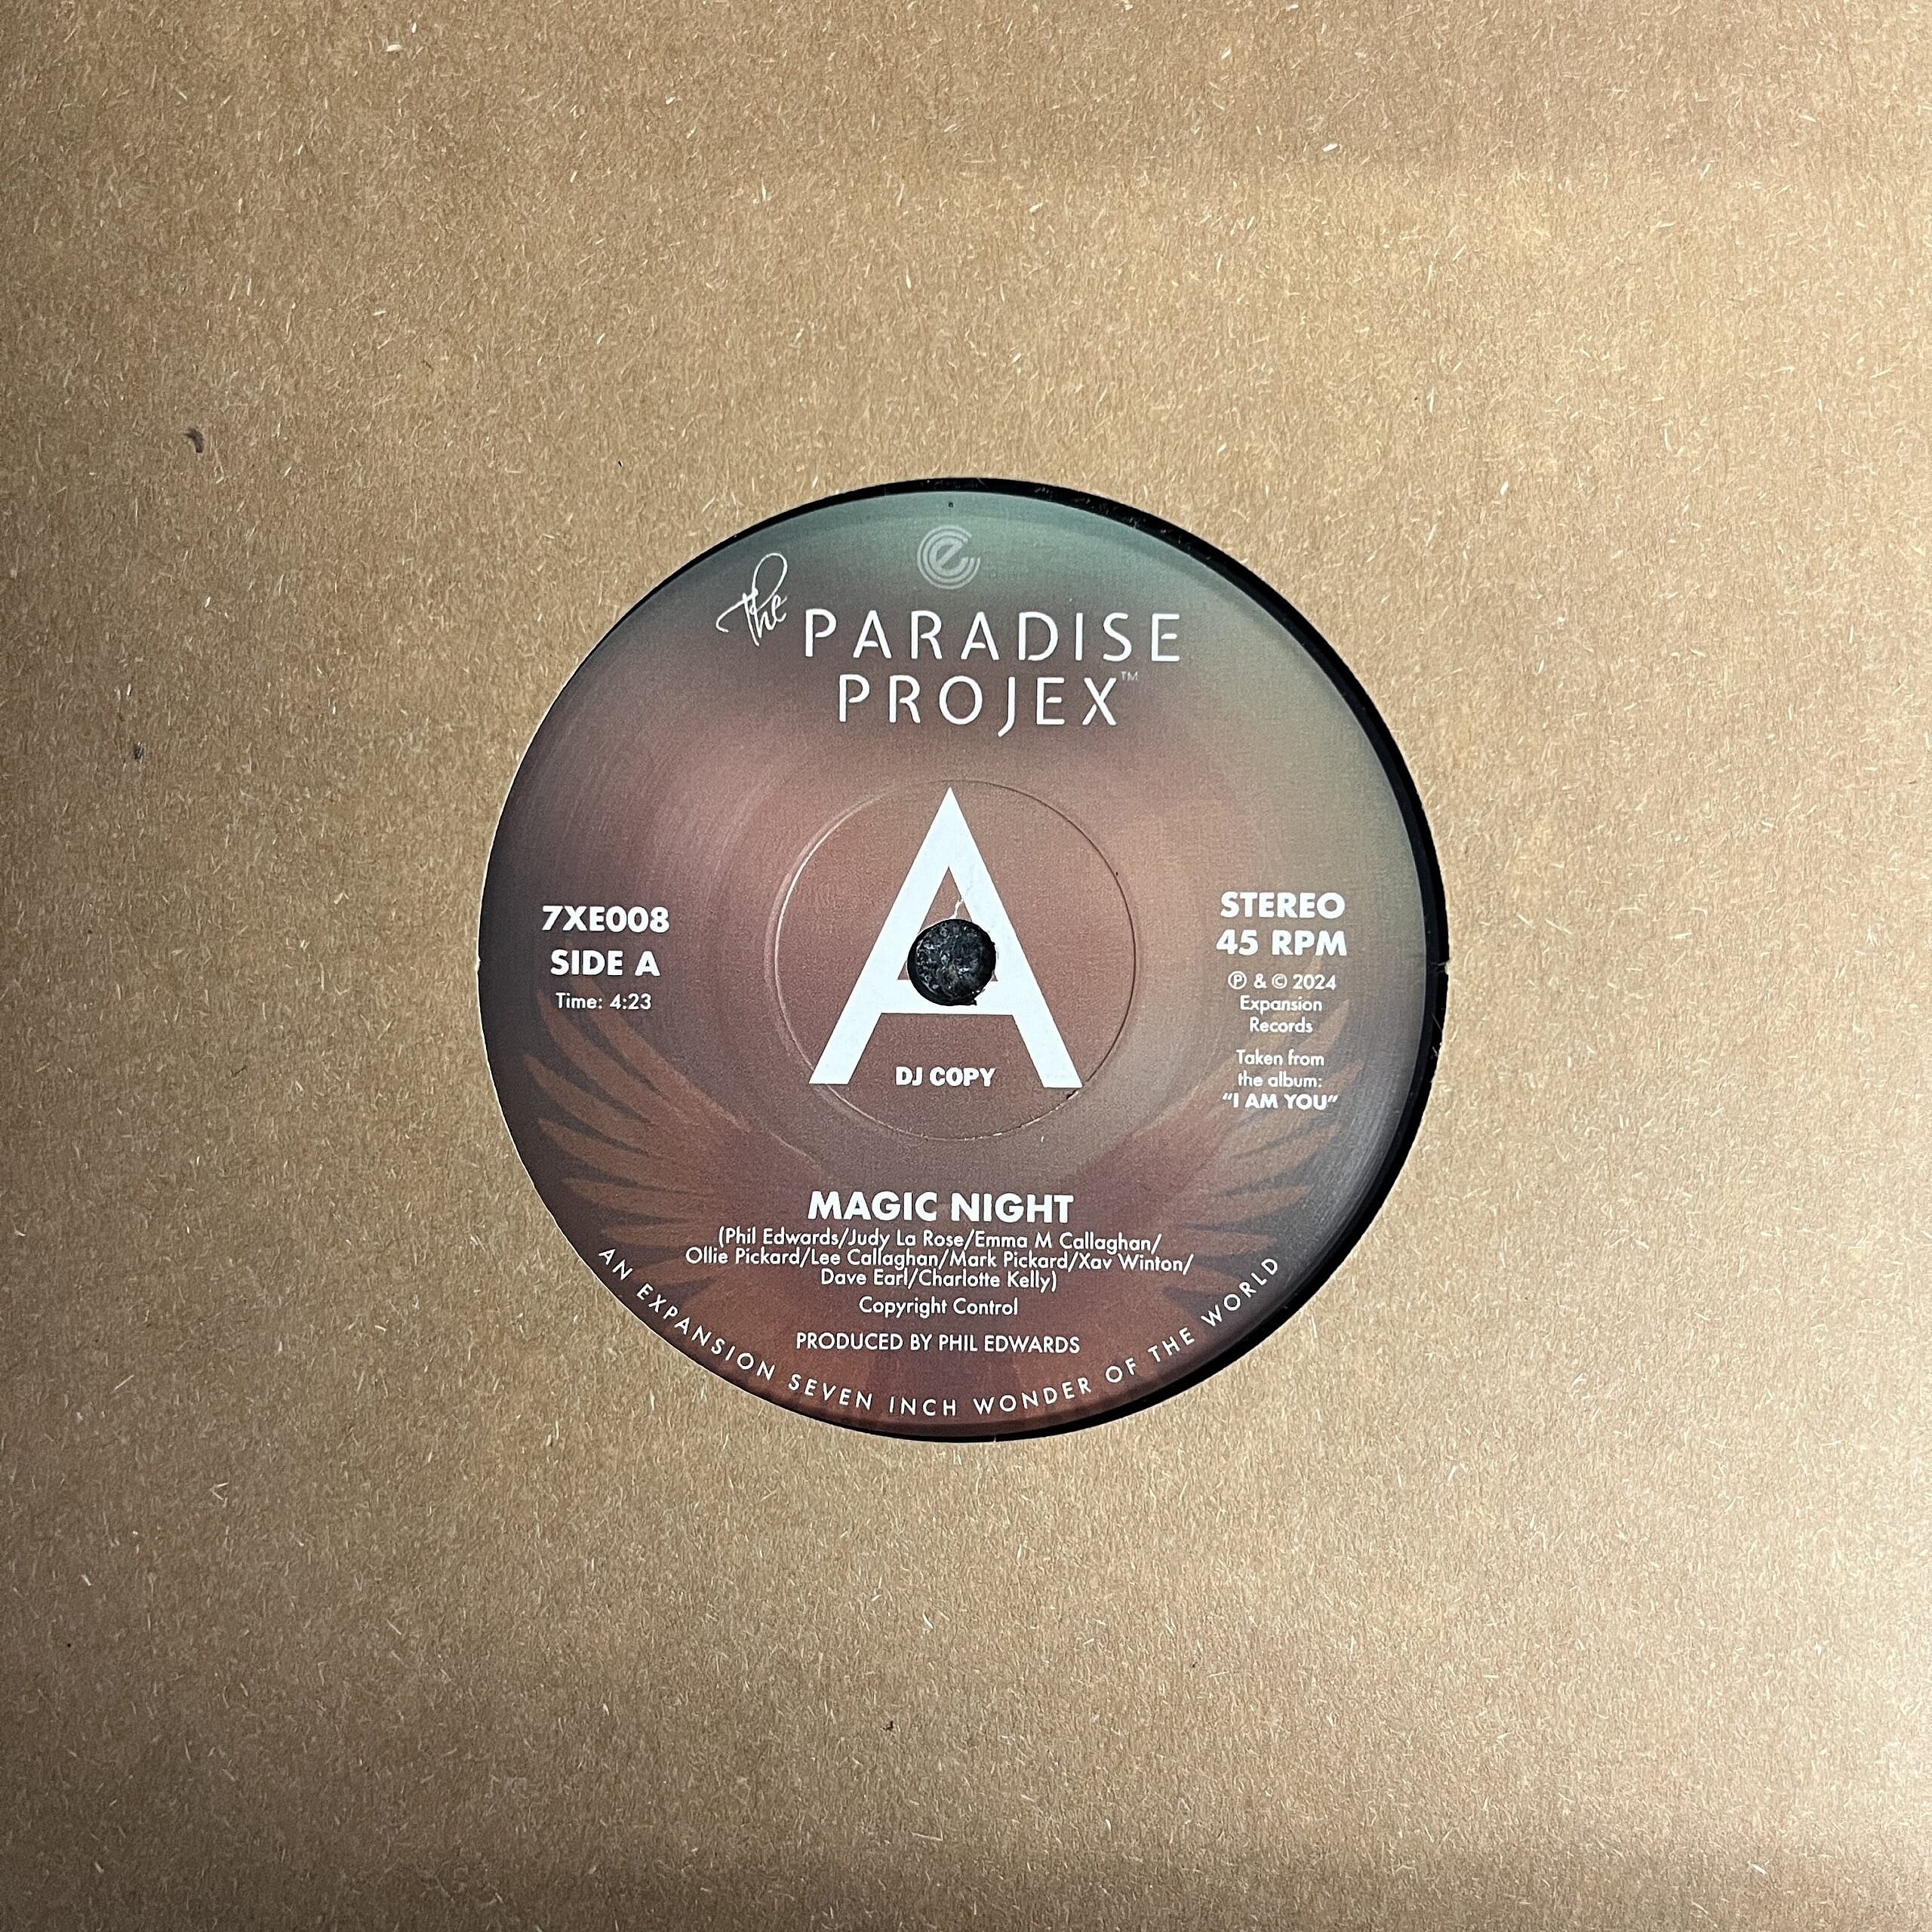 e
The PARADISE
PROJEX™
7XE008
SIDE A
Time: 4:23
A
DJ COPY
STEREO
45 RPM
℗ & © 2024
Expansion
Records
Taken from
the album:
“I AM YOU”
MAGIC NIGHT
(Phil Edwards/Judy La Rose/Emma M Callaghan/
Ollie Pickard/Lee Callaghan/Mark Pickard/Xav Winton/
Dave Earl/Charlotte Kelly)
Copyright Control
PRODUCED BY PHIL EDWARDS
AN EXPANSION SEVEN INCH WONDER OF THE WORLD